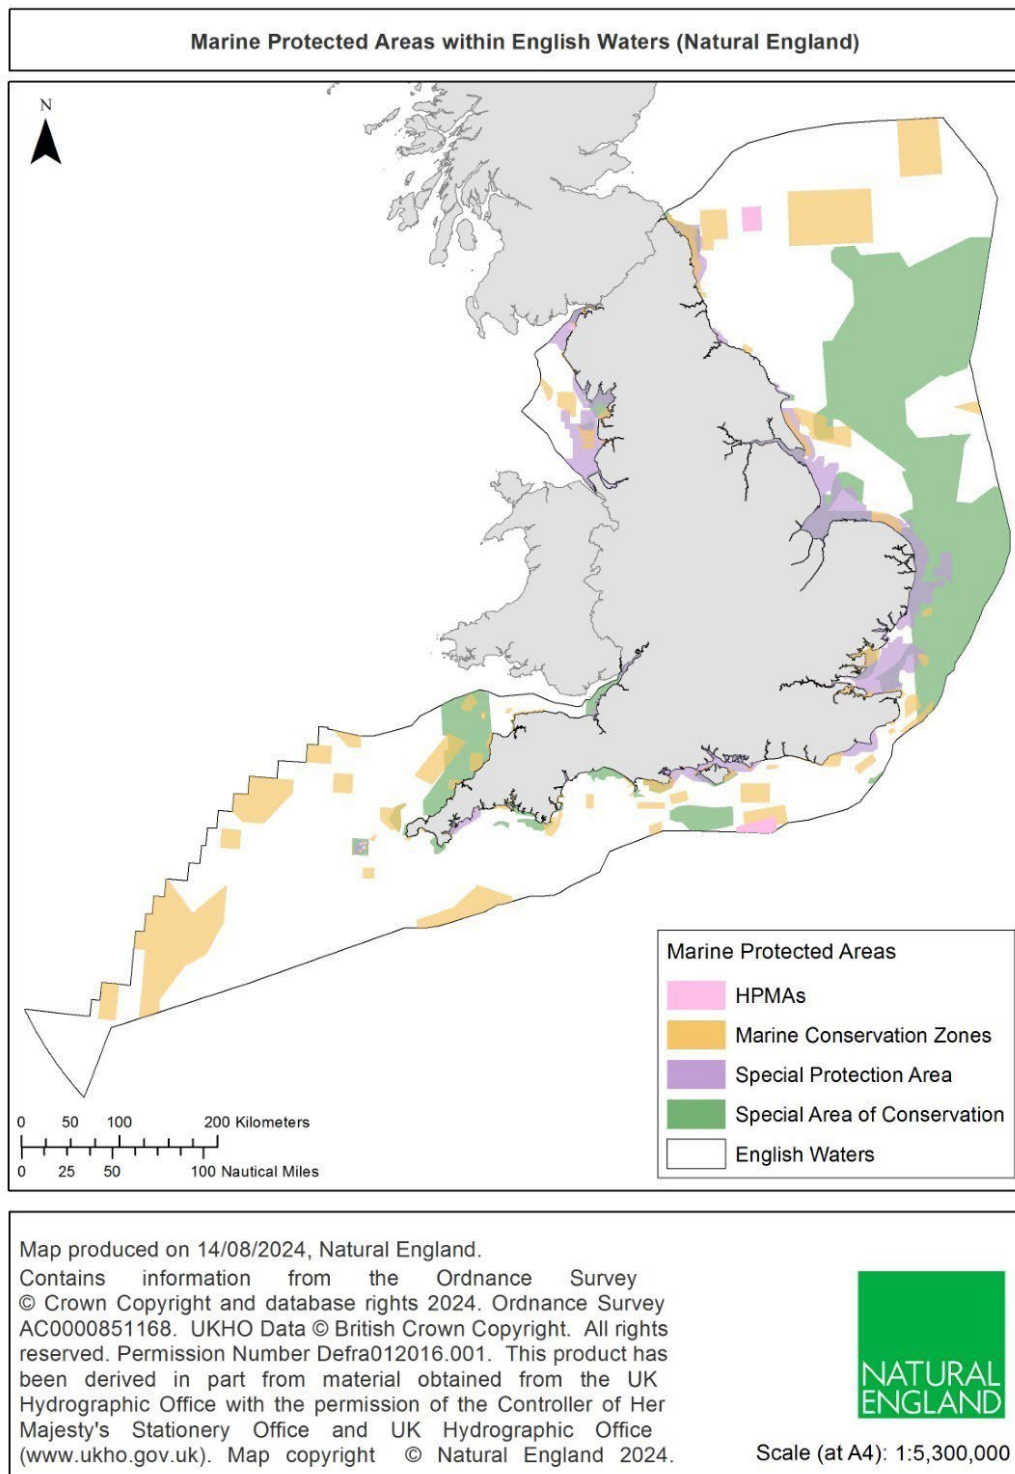 Marine Protected Areas within English Waters (Natural England)
N
Marine Protected Areas
HPMAs
Marine Conservation Zones
Special Protection Area
Special Area of Conservation
English Waters
0 50 100 200 Kilometers
0 25 50 100 Nautical Miles
Map produced on 14/08/2024, Natural England.
Contains information from the Ordnance Survey
© Crown Copyright and database rights 2024. Ordnance Survey
AC0000851168. UKHO Data © British Crown Copyright. All rights
reserved. Permission Number Defra012016.001. This product has
been derived in part from material obtained from the UK
Hydrographic Office with the permission of the Controller of Her
Majesty's Stationery Office and UK Hydrographic Office
(www.ukho.gov.uk). Map copyright © Natural England 2024.
NATURAL
ENGLAND
Scale (at A4): 1:5,300,000